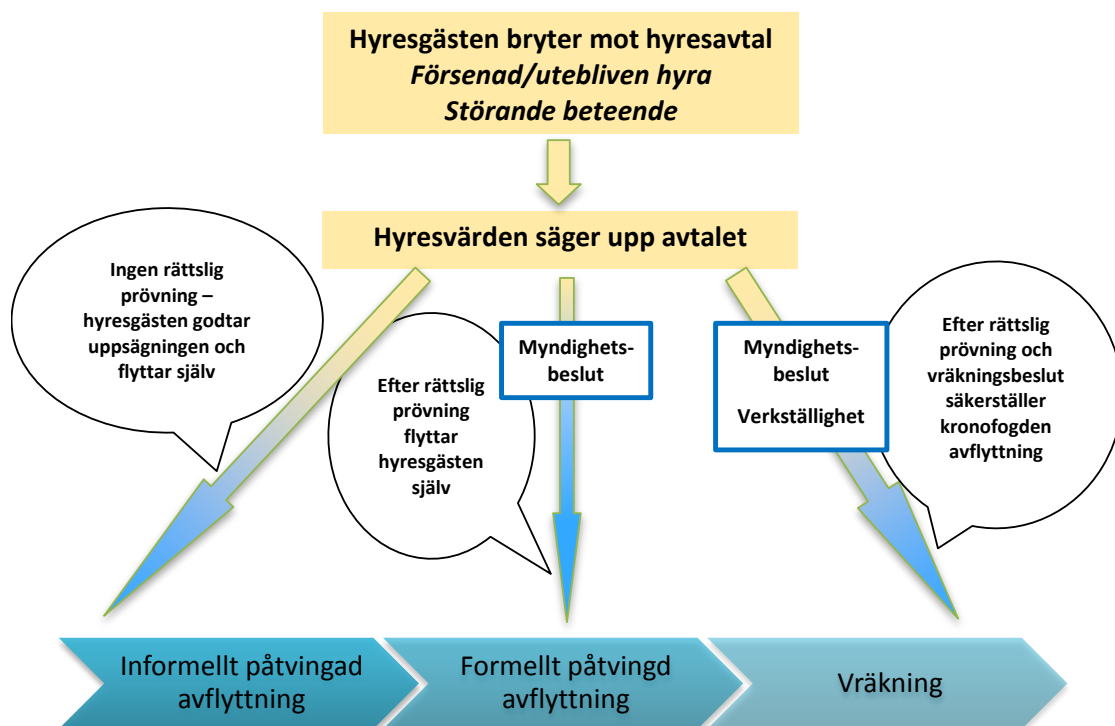 Hyresgästen bryter mot hyresavtal
Försenad/utebliven hyra
Störande beteende
Hyresvärden säger upp avtalet
Ingen rättslig
prövning –
hyresgästen godtar
uppsägningen och
flyttar själv
Efter rättslig
prövning
flyttar
hyresgästen
själv
Myndighets-
beslut
Myndighets-
beslut
Verkställighet
Efter rättslig
prövning och
vräkningsbeslut
säkerställer
kronofogden
avflyttning
Informellt påtvingad
avflyttning
Formellt påtvingd
avflyttning
Vräkning